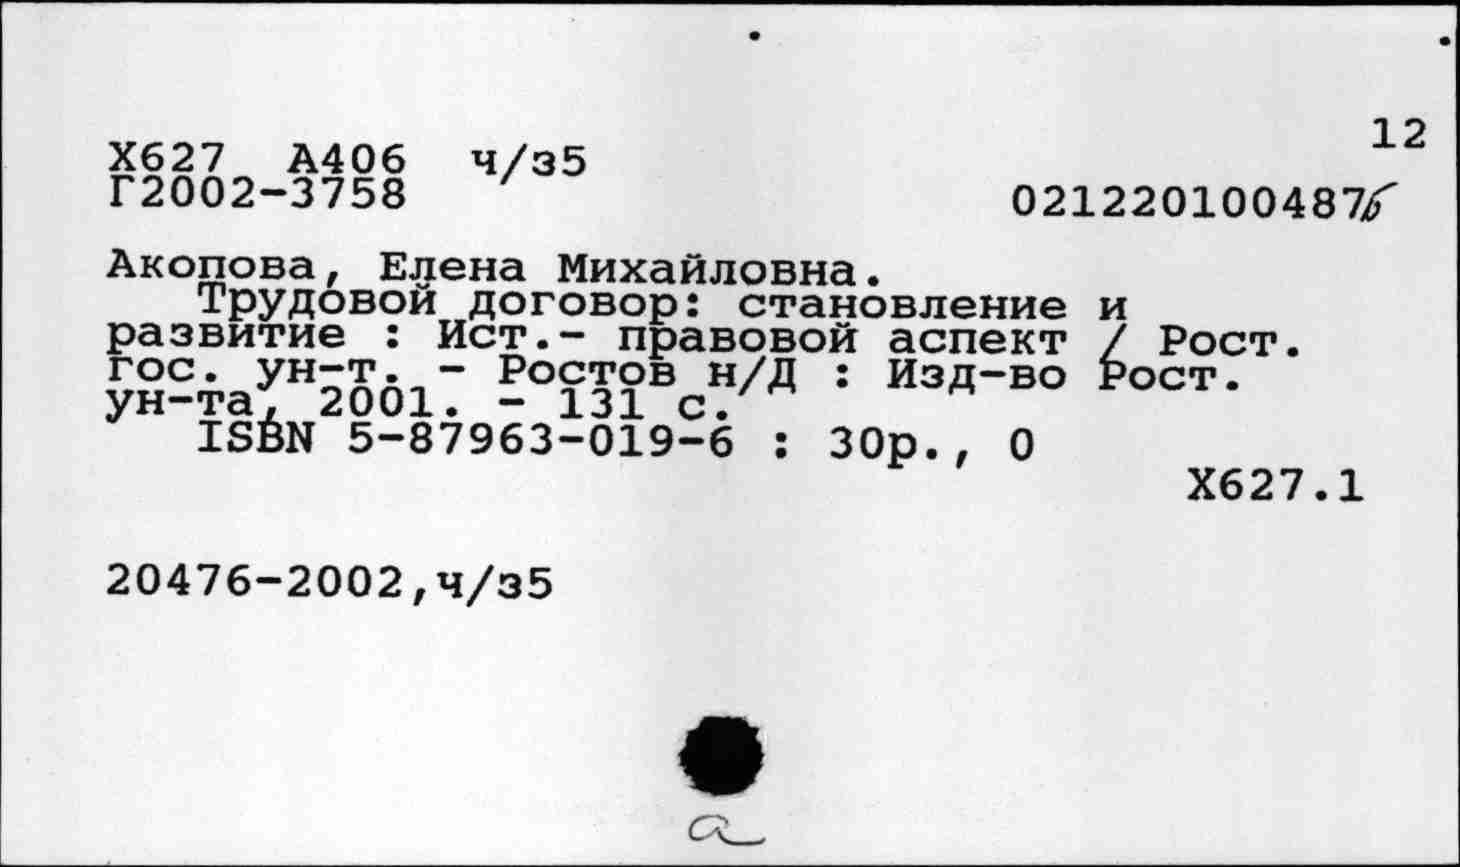 12
Х627 А406 ч/з5
Г2002-3758
0212201004876
Акопова, Елена Михайловна.
Трудовой договор: становление и
развитие : Ист.- правовой аспект / Рост.
гос. ун-т. - Ростов н/Д : Изд-во Рост.
ун-та, 2001. - 131 с.
ISBN 5-87963-019-6 : 30р., 0
Х627.1
20476-2002,ч/з5